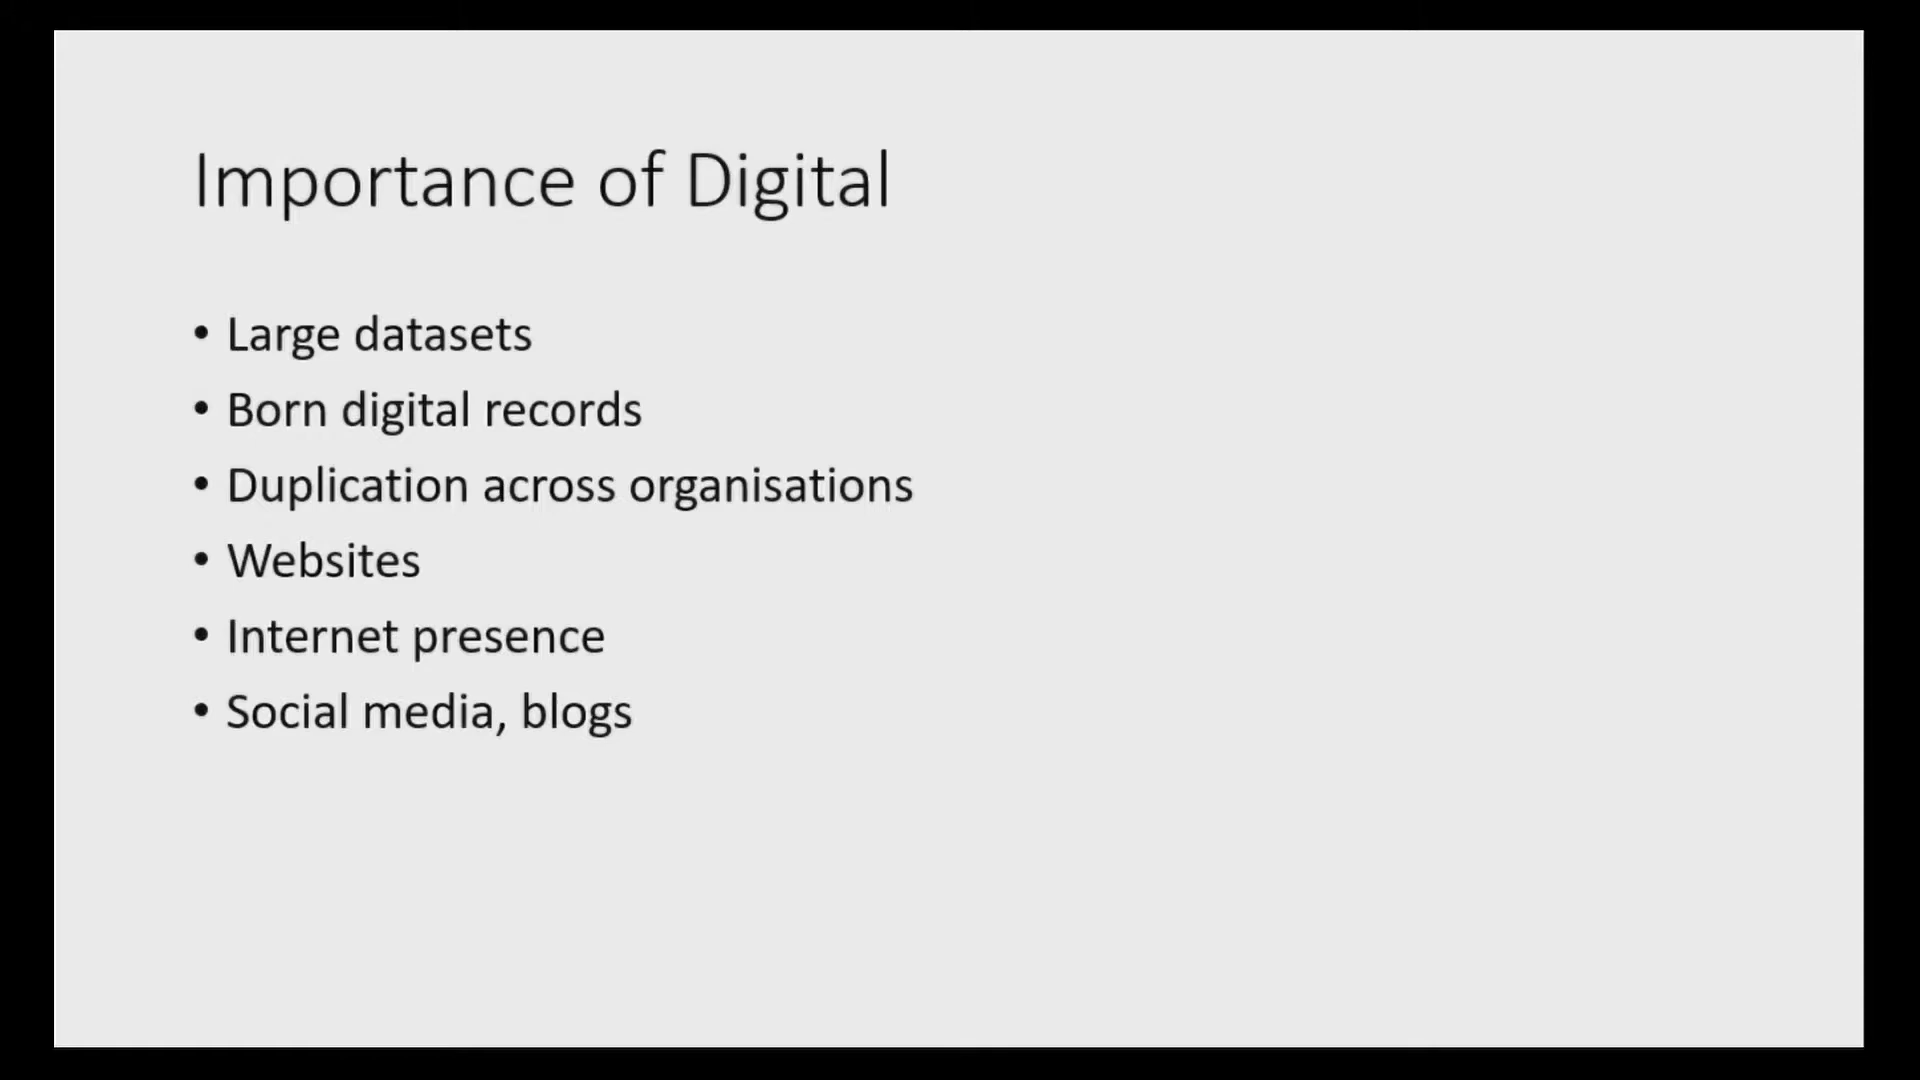 Importance of Digital
• Large datasets
• Born digital records
• Duplication across organisations
• Websites
• Internet presence
• Social media, blogs